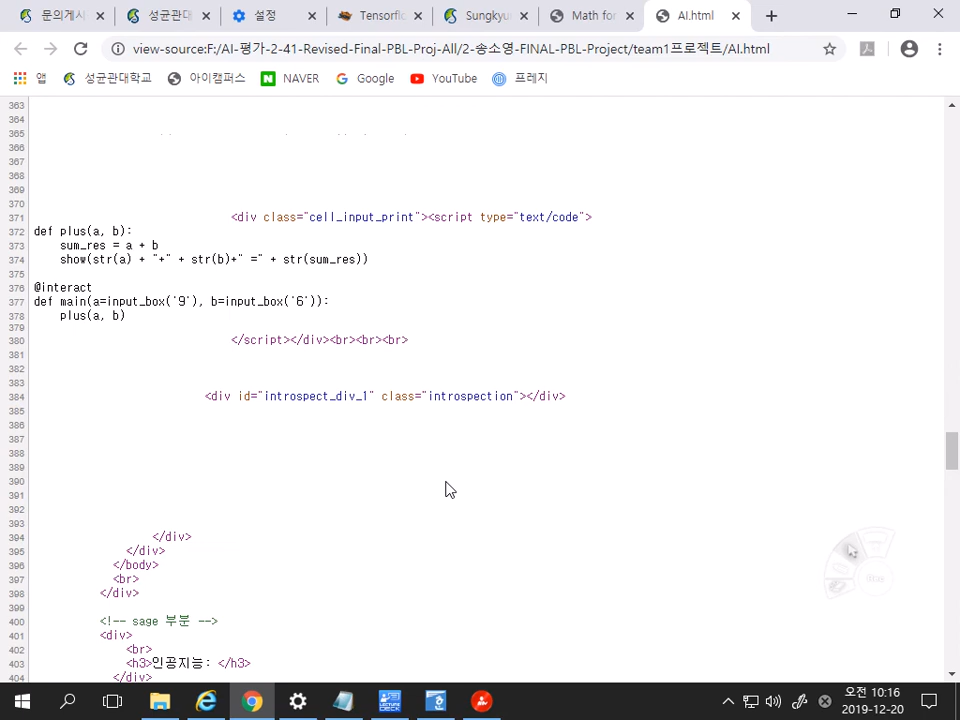 문의게시
성균관대
설정
Tensorflo
Sungkyu
Math for
AI.html
view-source:F:/AI-평가-2-41-Revised-Final-PBL-Proj-All/2-송소영-FINAL-PBL-Project/team1프로젝트/AI.html
앱 성균관대학교 아이캠퍼스 NAVER Google YouTube 프레지
363
364
365
366
367
368
369
370
371 <div class="cell_input_print"><script type="text/code">
372 def plus(a, b):
373 sum_res = a + b
374 show(str(a) + "+" + str(b)+" =" + str(sum_res))
375
376 @interact
377 def main(a=input_box('9'), b=input_box('6')):
378 plus(a, b)
379
380 </script></div><br><br><br>
381
382
383
384 <div id="introspect_div_1" class="introspection"></div>
385
386
387
388
389
390
391
392
393
394 </div>
395 </div>
396 </body>
397 <br>
398 </div>
399
400 <!-- sage 부분 -->
401 <div>
402 <br>
403 <h3>인공지능: </h3>
404 </div>
LECTURE DECK
오전 10:16
2019-12-20